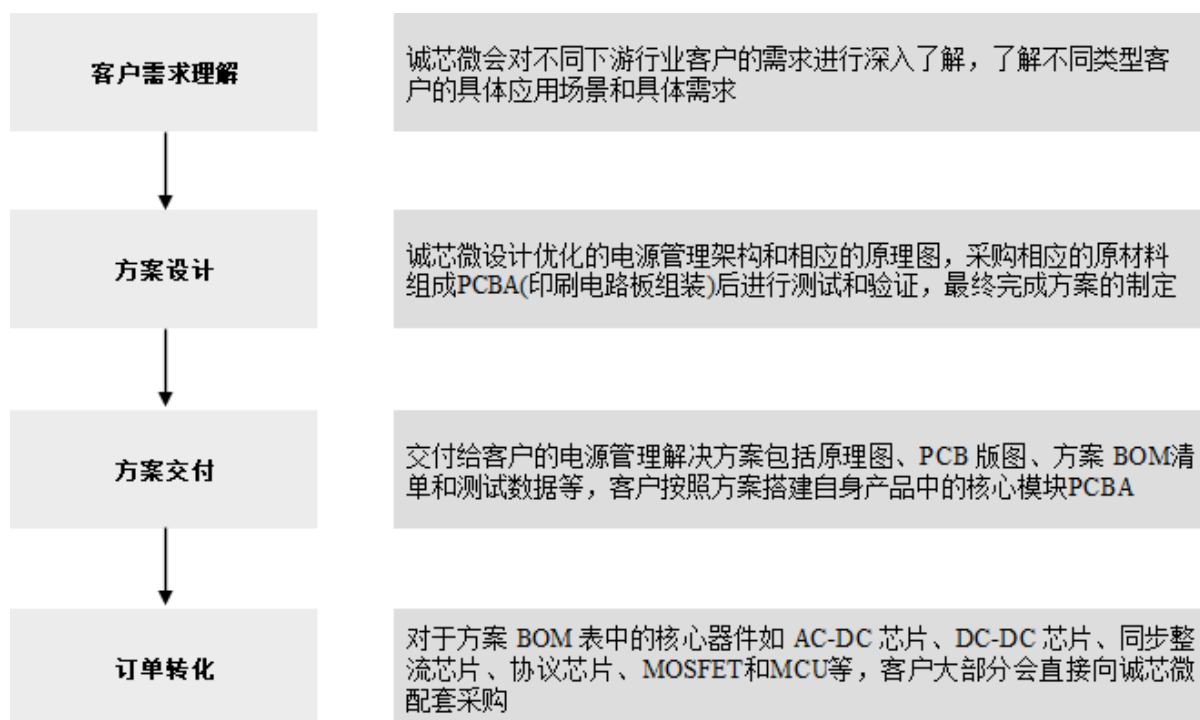 客户需求理解
诚芯微会对不同下游行业客户的需求进行深入了解，了解不同类型客
户的具体应用场景和具体需求
方案设计
诚芯微设计优化的电源管理架构和相应的原理图，采购相应的原材料
组成PCBA(印刷电路板组装)后进行测试和验证，最终完成方案的制定
方案交付
交付给客户的电源管理解决方案包括原理图、PCB 版图、方案 BOM清
单和测试数据等，客户按照方案搭建自身产品中的核心模块PCBA
订单转化
对于方案 BOM 表中的核心器件如 AC-DC 芯片、DC-DC 芯片、同步整
流芯片、协议芯片、MOSFET和MCU等，客户大部分会直接向诚芯微
配套采购